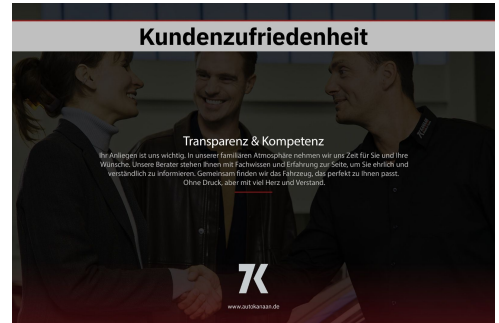 Kundenzufriedenheit
Transparenz & Kompetenz
Ihr Anliegen ist uns wichtig. In unserer familiären Atmosphäre nehmen wir uns Zeit für Sie und Ihre
Wünsche. Unsere Berater stehen Ihnen mit Fachwissen und Erfahrung zur Seite, um Sie ehrlich und
verständlich zu informieren. Gemeinsam finden wir das Fahrzeug, das perfekt zu Ihnen passt.
Ohne Druck, aber mit viel Herz und Verstand.
www.autokanaan.de